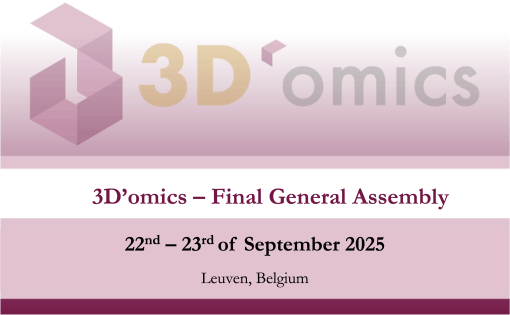 3D'omics
3D’omics – Final General Assembly
22nd – 23rd of September 2025
Leuven, Belgium